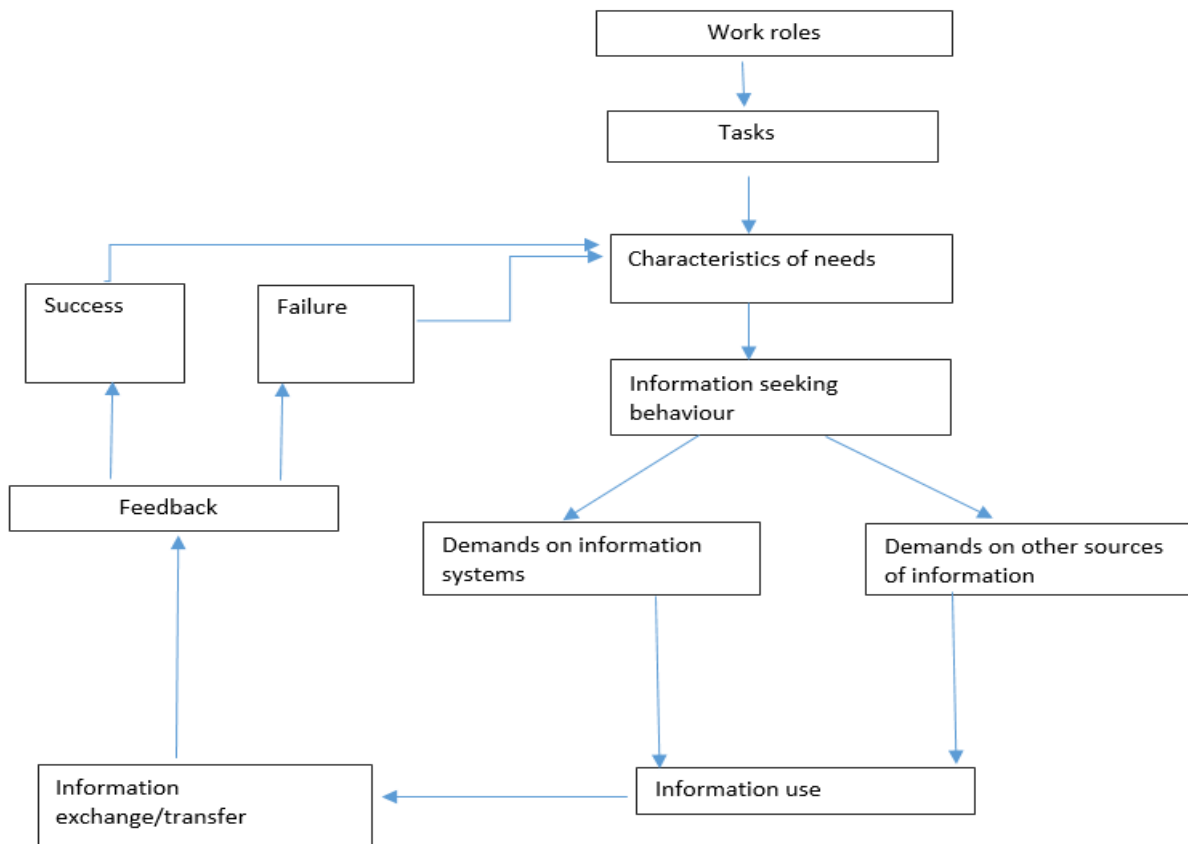 Work roles
Tasks
Characteristics of needs
Success
Failure
Information seeking
behaviour
Feedback
Demands on information
systems
Demands on other sources
of information
Information
exchange/transfer
Information use